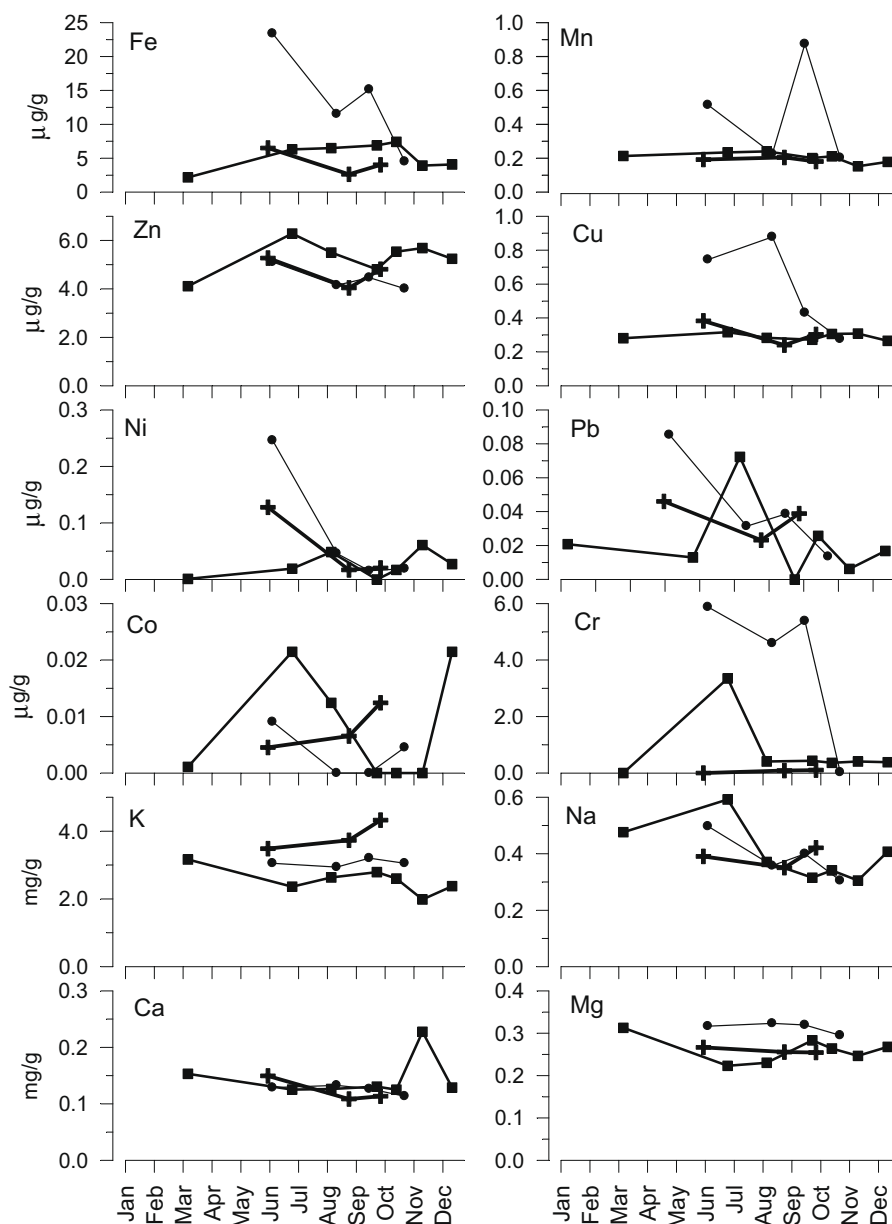 Fe
25
20
15
10
5
0
µg/g
Mn
1.0
0.8
0.6
0.4
0.2
0.0
Zn
6.0
4.0
2.0
0.0
µg/g
Cu
1.0
0.8
0.6
0.4
0.2
0.0
Ni
0.3
0.2
0.1
0.0
µg/g
Pb
0.10
0.08
0.06
0.04
0.02
0.00
Co
0.03
0.02
0.01
0.00
µg/g
Cr
6.0
4.0
2.0
0.0
K
4.0
2.0
0.0
mg/g
Na
0.6
0.4
0.2
0.0
Ca
0.3
0.2
0.1
0.0
mg/g
Mg
0.4
0.3
0.2
0.1
0.0
Jan Feb Mar Apr May Jun Jul Aug Sep Oct Nov Dec
Jan Feb Mar Apr May Jun Jul Aug Sep Oct Nov Dec